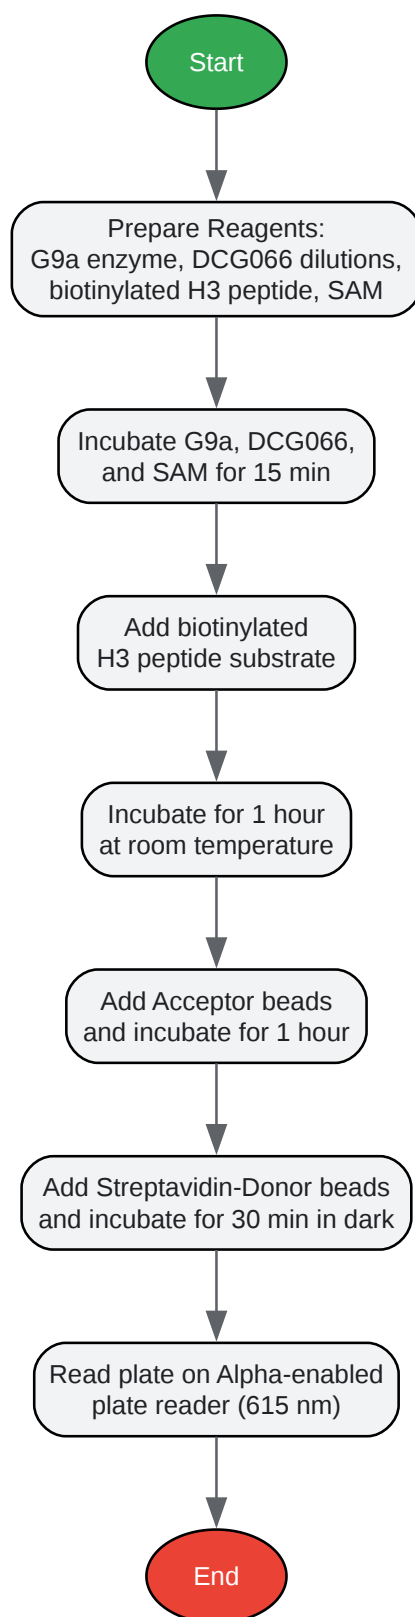 Start
Prepare Reagents:
G9a enzyme, DCG066 dilutions,
biotinylated H3 peptide, SAM
Incubate G9a, DCG066,
and SAM for 15 min
Add biotinylated
H3 peptide substrate
Incubate for 1 hour
at room temperature
Add Acceptor beads
and incubate for 1 hour
Add Streptavidin-Donor beads
and incubate for 30 min in dark
Read plate on Alpha-enabled
plate reader (615 nm)
End